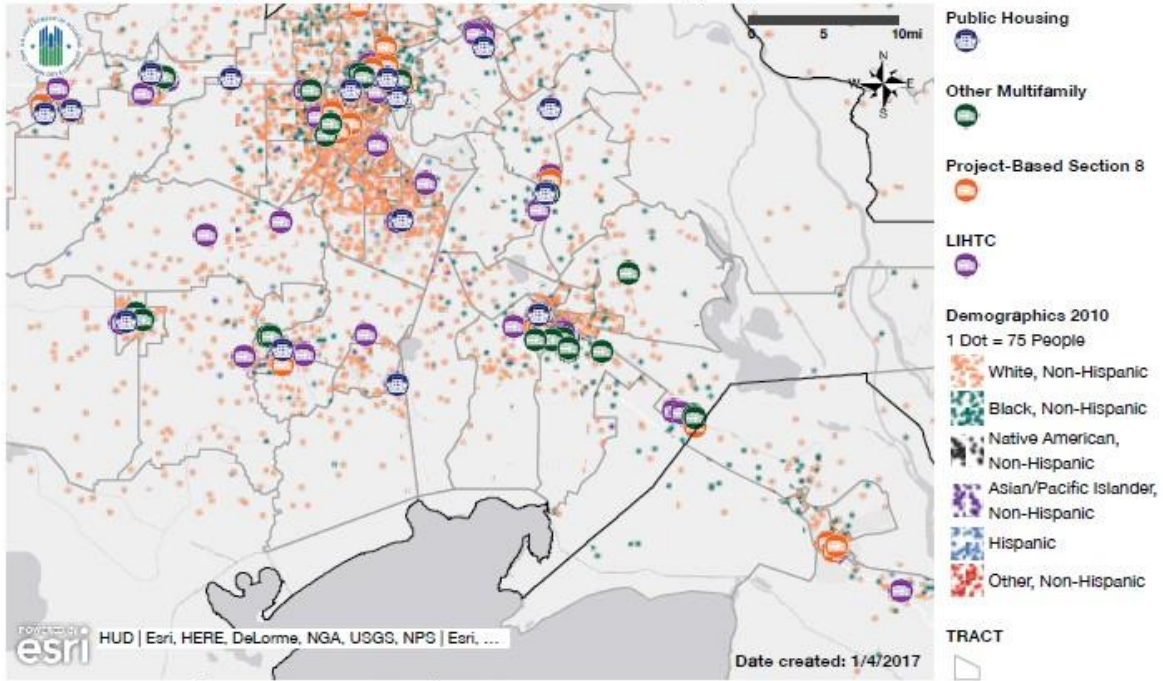 0 5 10mi
N
W E
S
Public Housing
Other Multifamily
Project-Based Section 8
LIHTC
Demographics 2010
1 Dot = 75 People
White, Non-Hispanic
Black, Non-Hispanic
Native American,
Non-Hispanic
Asian/Pacific Islander,
Non-Hispanic
Hispanic
Other, Non-Hispanic
TRACT
POWERED BY
esri
HUD | Esri, HERE, DeLorme, NGA, USGS, NPS | Esri, ...
Date created: 1/4/2017